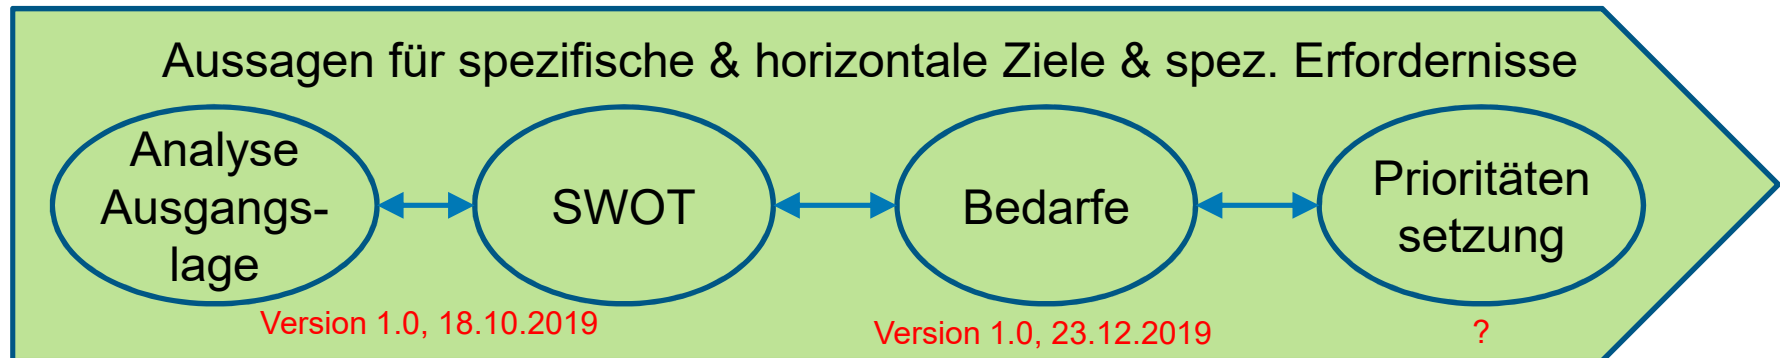 Aussagen für spezifische & horizontale Ziele & spez. Erfordernisse
Analyse
Ausgangs-
lage
SWOT
Bedarfe
Prioritäten
setzung
Version 1.0, 18.10.2019
Version 1.0, 23.12.2019
?